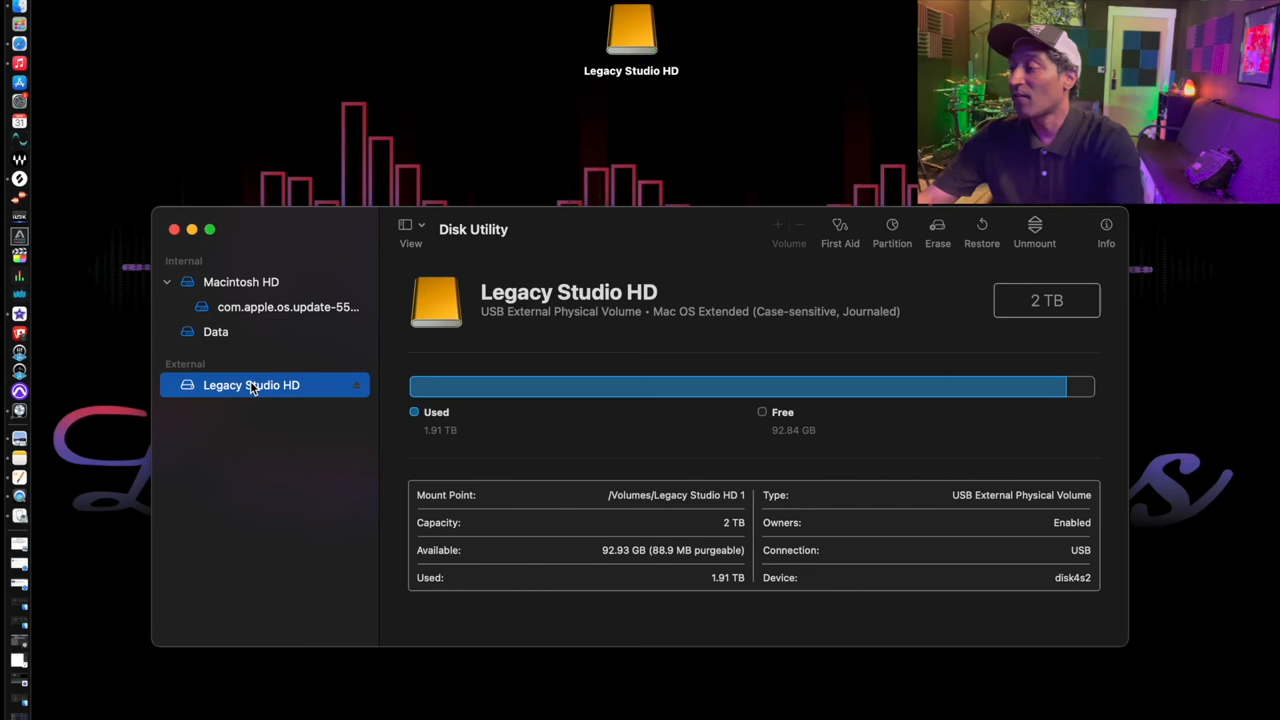 Legacy Studio HD
View
Disk Utility
Volume
First Aid
Partition
Erase
Restore
Unmount
Info
Internal
Macintosh HD
com.apple.os.update-55...
Data
External
Legacy Studio HD
Legacy Studio HD
USB External Physical Volume • Mac OS Extended (Case-sensitive, Journaled)
2 TB
Used
1.91 TB
Free
92.84 GB
Mount Point: /Volumes/Legacy Studio HD 1
Capacity: 2 TB
Available: 92.93 GB (88.9 MB purgeable)
Used: 1.91 TB
Type: USB External Physical Volume
Owners: Enabled
Connection: USB
Device: disk4s2
31